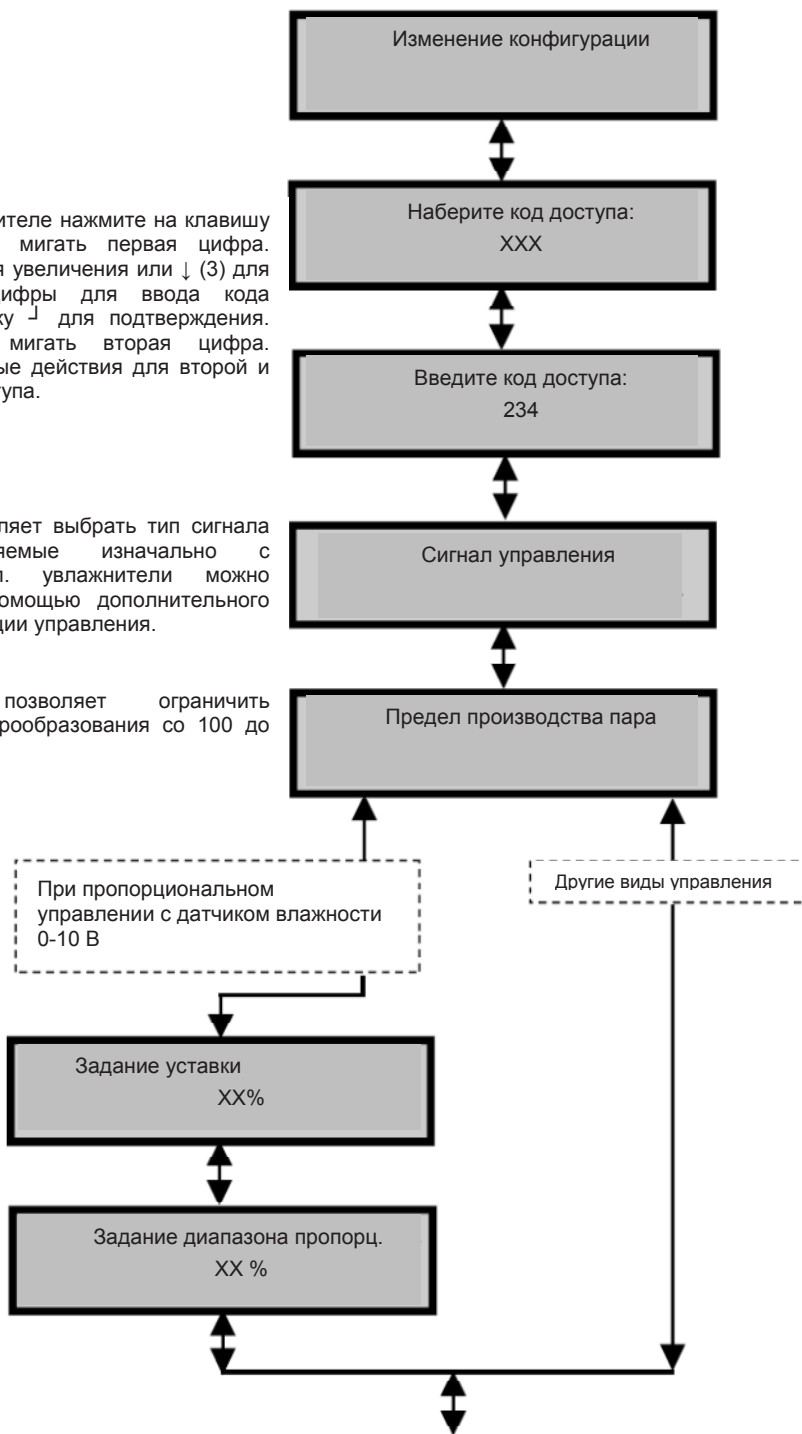 Изменение конфигурации
Наберите код доступа:
XXX
ителе нажмите на клавишу
мигать первая цифра.
я увеличения или ↓ (3) для
цифры для ввода кода
ку ┘ для подтверждения.
мигать вторая цифра.
ые действия для второй и
тупа.
Введите код доступа:
234
ляет выбрать тип сигнала
яемые изначально с
л. увлажнители можно
помощью дополнительного
ции управления.
Сигнал управления
позволяет ограничить
рообразования со 100 до
Предел производства пара
При пропорциональном
управлении с датчиком влажности
0-10 В
Другие виды управления
Задание уставки
XX%
Задание диапазона пропорц.
XX %